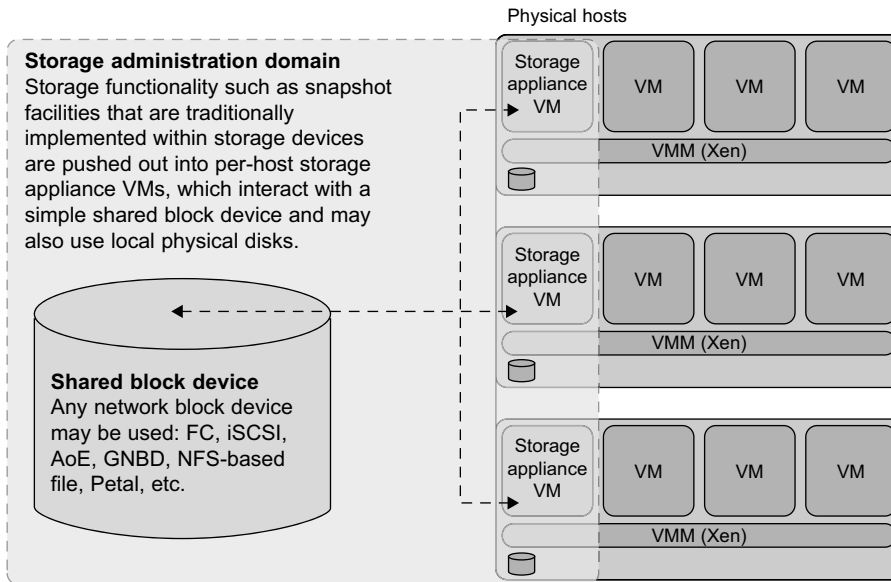 Physical hosts
Storage administration domain
Storage functionality such as snapshot
facilities that are traditionally
implemented within storage devices
are pushed out into per-host storage
appliance VMs, which interact with a
simple shared block device and may
also use local physical disks.
Shared block device
Any network block device
may be used: FC, iSCSI,
AoE, GNBD, NFS-based
file, Petal, etc.
Storage
appliance
VM
VM
VM
VM
VMM (Xen)
Storage
appliance
VM
VM
VM
VM
VMM (Xen)
Storage
appliance
VM
VM
VM
VM
VMM (Xen)